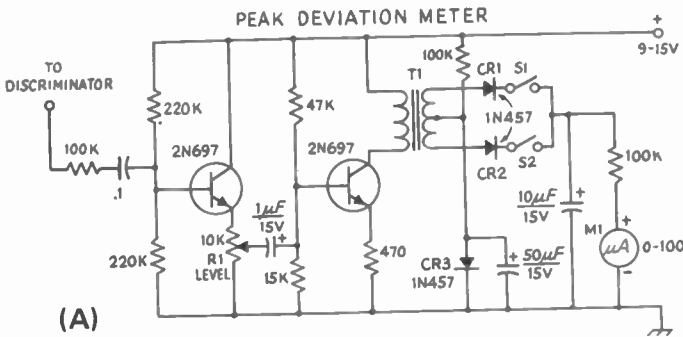 PEAK DEVIATION METER
+
9-15V
TO
DISCRIMINATOR
100K
.1
220K
220K
2N697
10K
R1
LEVEL
1µF
15V
+
47K
15K
2N697
470
T1
100K
CR1
S1
1N457
CR2
S2
CR3
1N457
+
50µF
15V
10µF
15V
+
100K
M1
+
µA
-
0-100
(A)